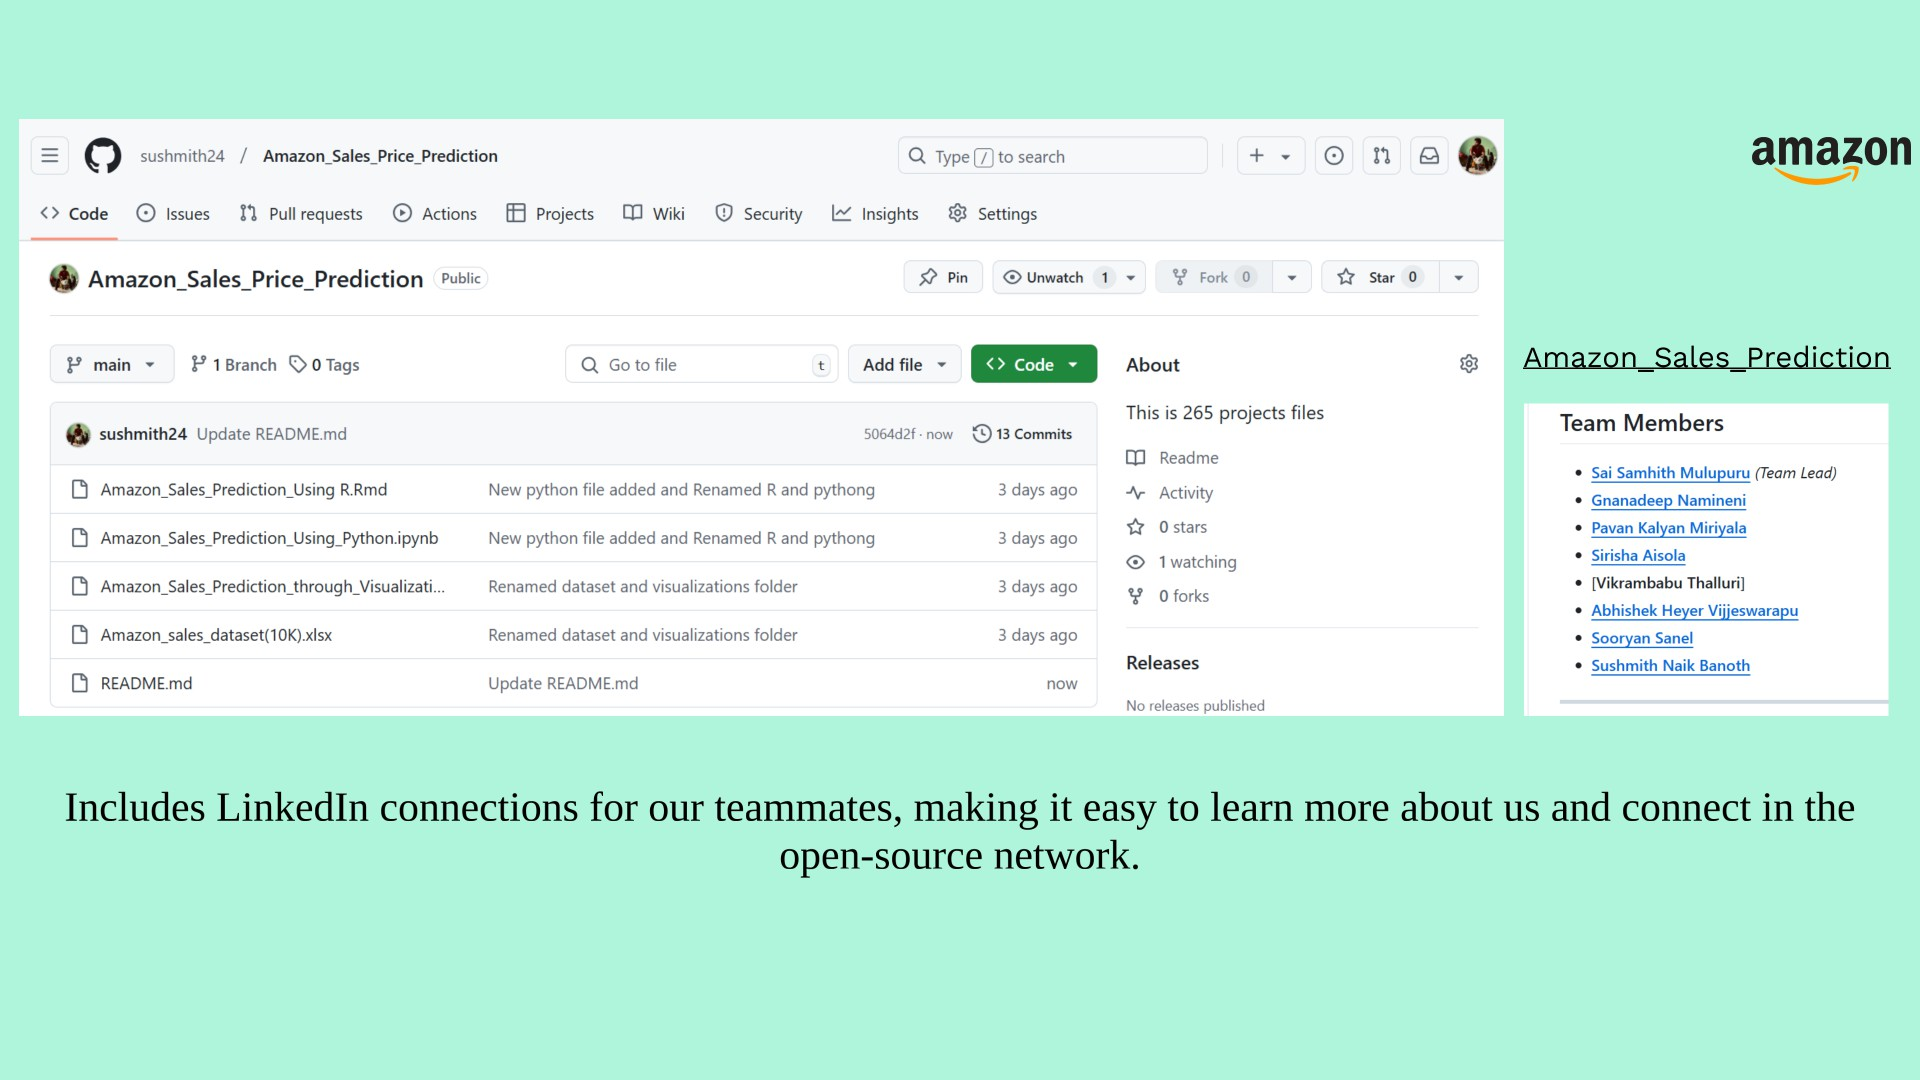 sushmith24 / Amazon_Sales_Price_Prediction
Type / to search
amazon
Code Issues Pull requests Actions Projects Wiki Security Insights Settings
Amazon_Sales_Price_Prediction Public
Pin Unwatch 1 Fork 0 Star 0
main 1 Branch 0 Tags
Go to file t Add file Code
sushmith24 Update README.md 5064d2f · now 13 Commits
Amazon_Sales_Prediction_Using R.Rmd New python file added and Renamed R and pythong 3 days ago
Amazon_Sales_Prediction_Using_Python.ipynb New python file added and Renamed R and pythong 3 days ago
Amazon_Sales_Prediction_through_Visualizati... Renamed dataset and visualizations folder 3 days ago
Amazon_sales_dataset(10K).xlsx Renamed dataset and visualizations folder 3 days ago
README.md Update README.md now
About
This is 265 projects files
Readme
Activity
0 stars
1 watching
0 forks
Releases
No releases published
Amazon_Sales_Prediction
Team Members
Sai Samhith Mulupuru (Team Lead)
Gnanadeep Namineni
Pavan Kalyan Miriyala
Sirisha Aisola
[Vikrambabu Thalluri]
Abhishek Heyer Vijjeswarapu
Sooryan Sanel
Sushmith Naik Banoth
Includes LinkedIn connections for our teammates, making it easy to learn more about us and connect in the
open-source network.